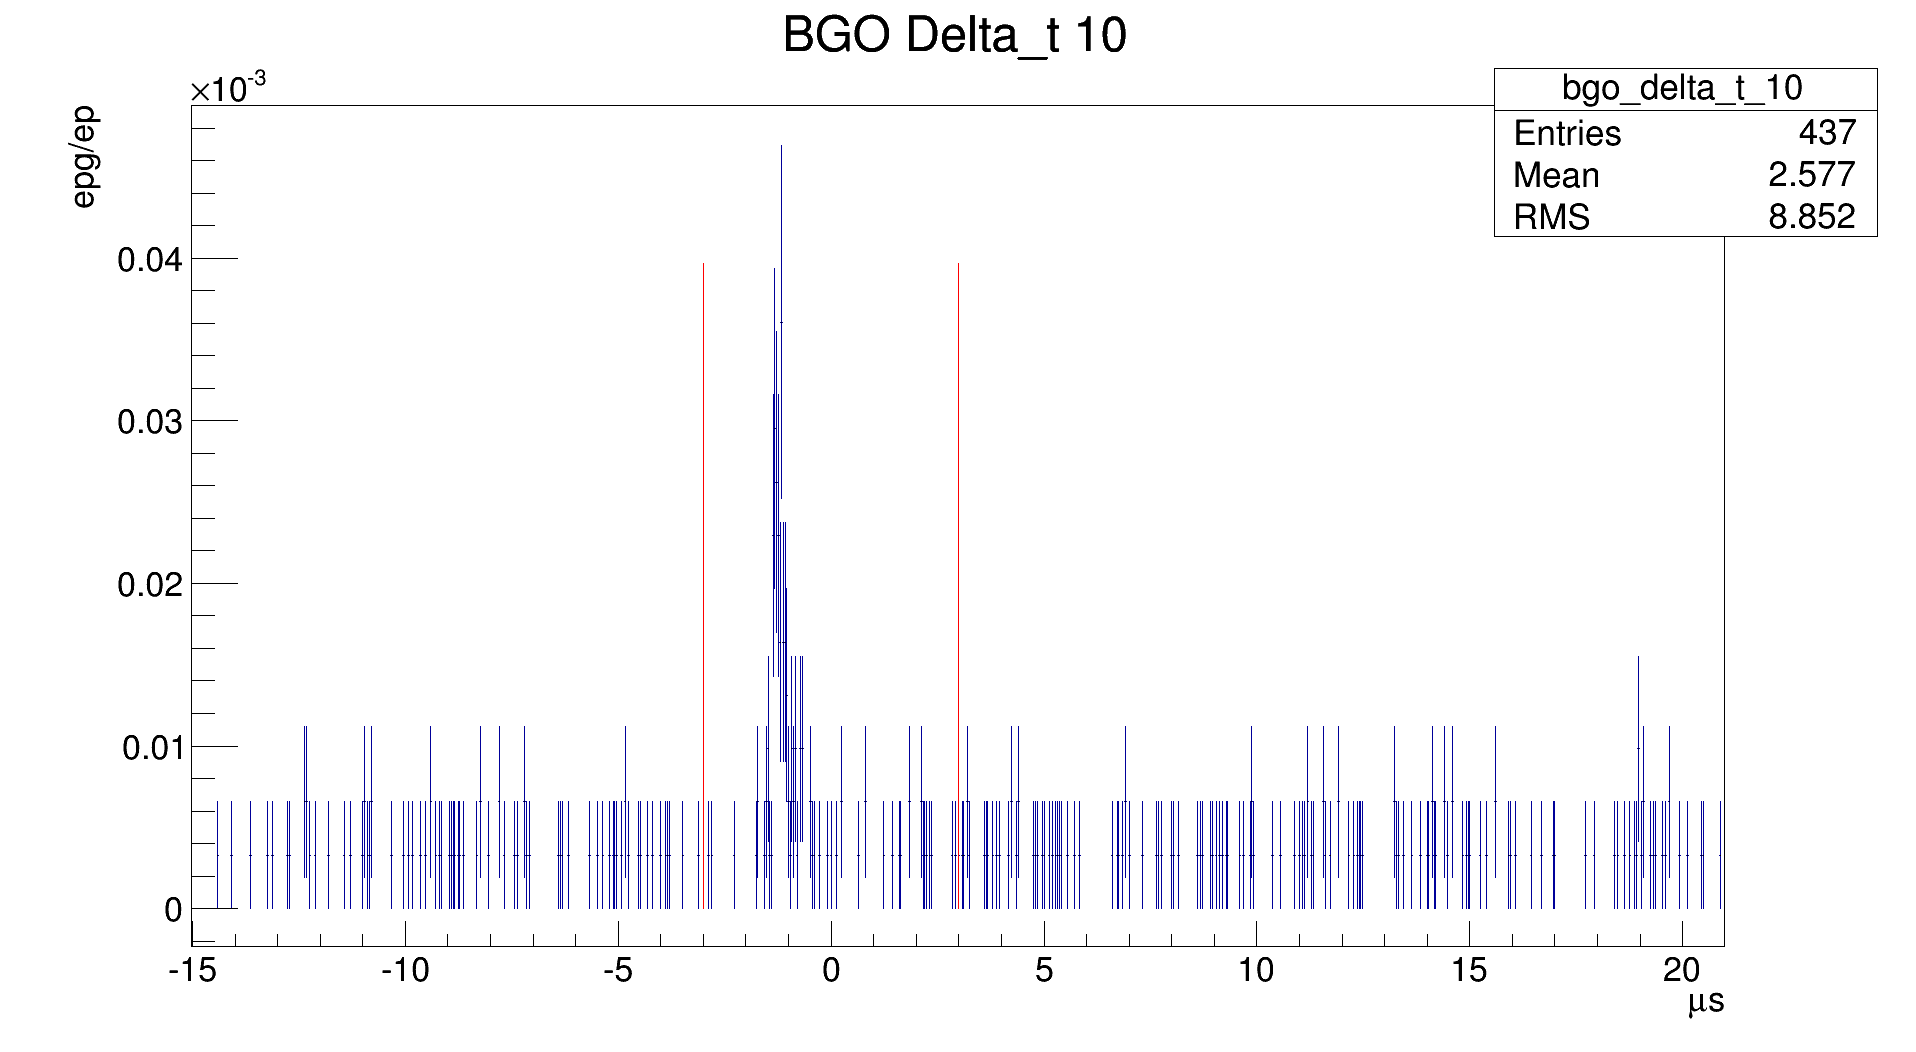 BGO Delta_t 10
×10⁻³
epg/ep
bgo_delta_t_10
Entries 437
Mean 2.577
RMS 8.852
0.04
0.03
0.02
0.01
0
-15 -10 -5 0 5 10 15 20
μs